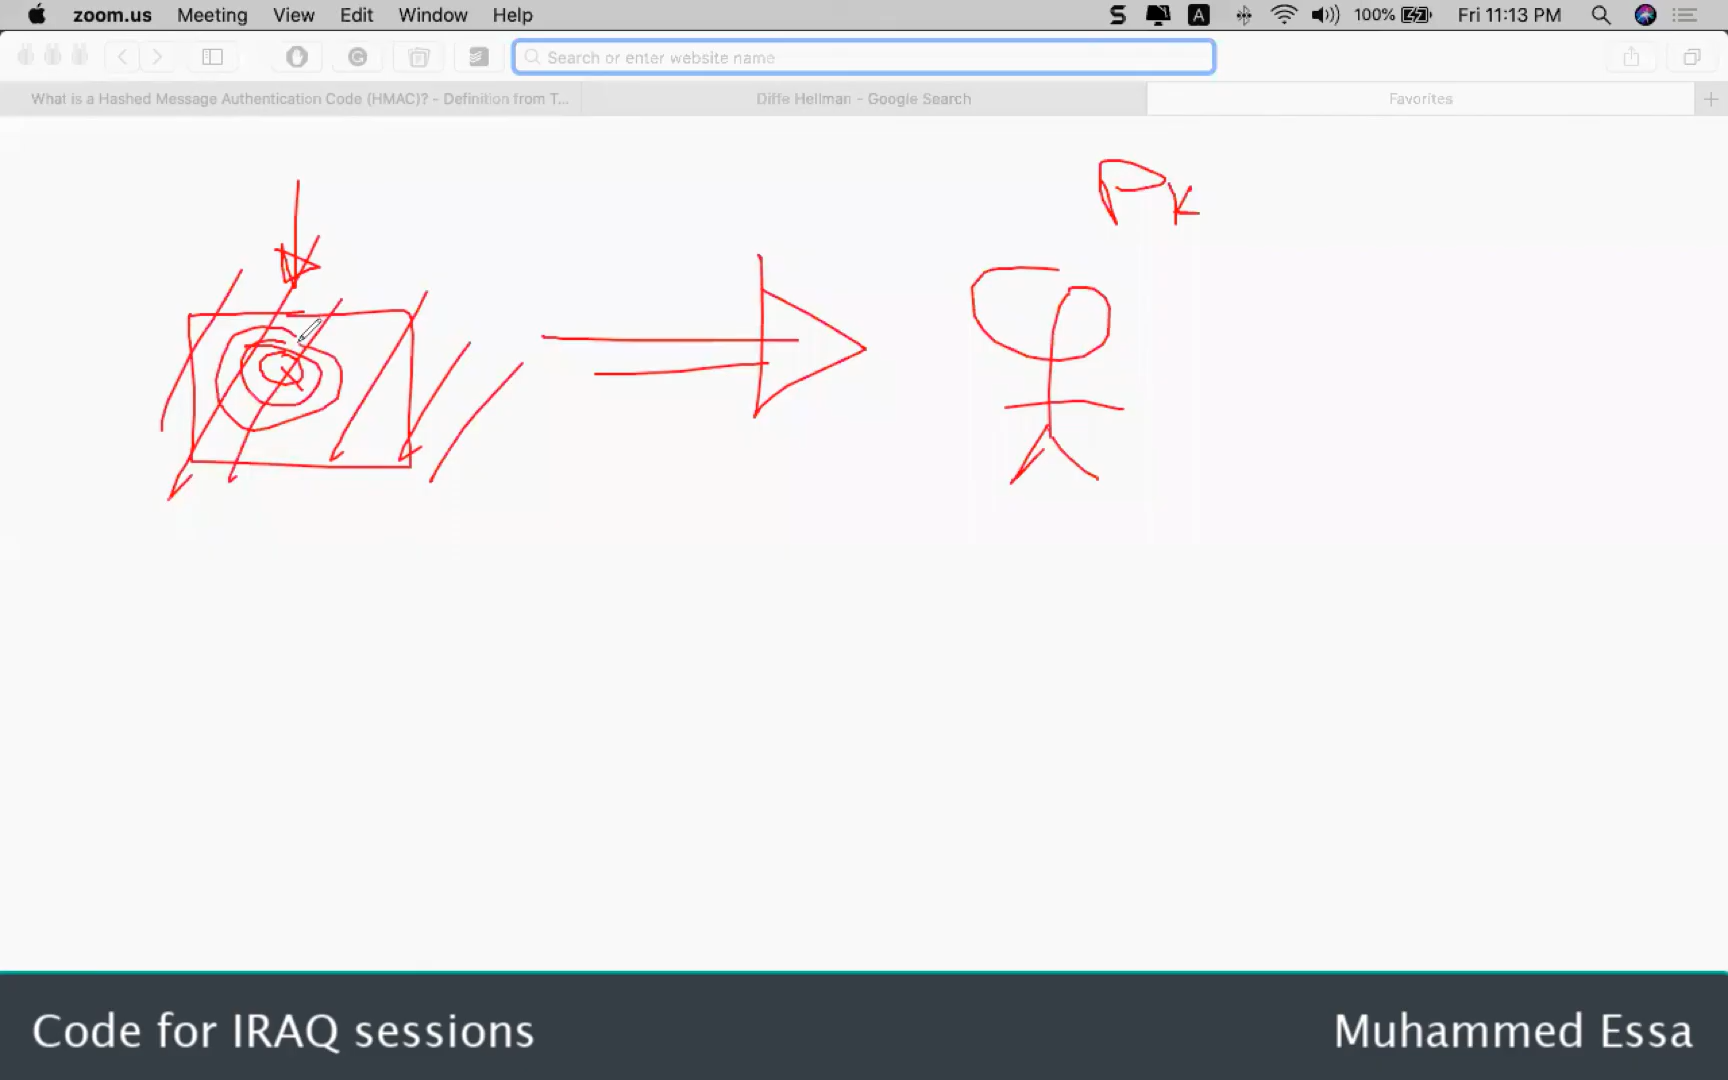 zoom.us Meeting View Edit Window Help S A 100% Fri 11:13 PM
G Search or enter website name
What is a Hashed Message Authentication Code (HMAC)? - Definition from T... Diffe Hellman - Google Search Favorites
PK
Code for IRAQ sessions Muhammed Essa